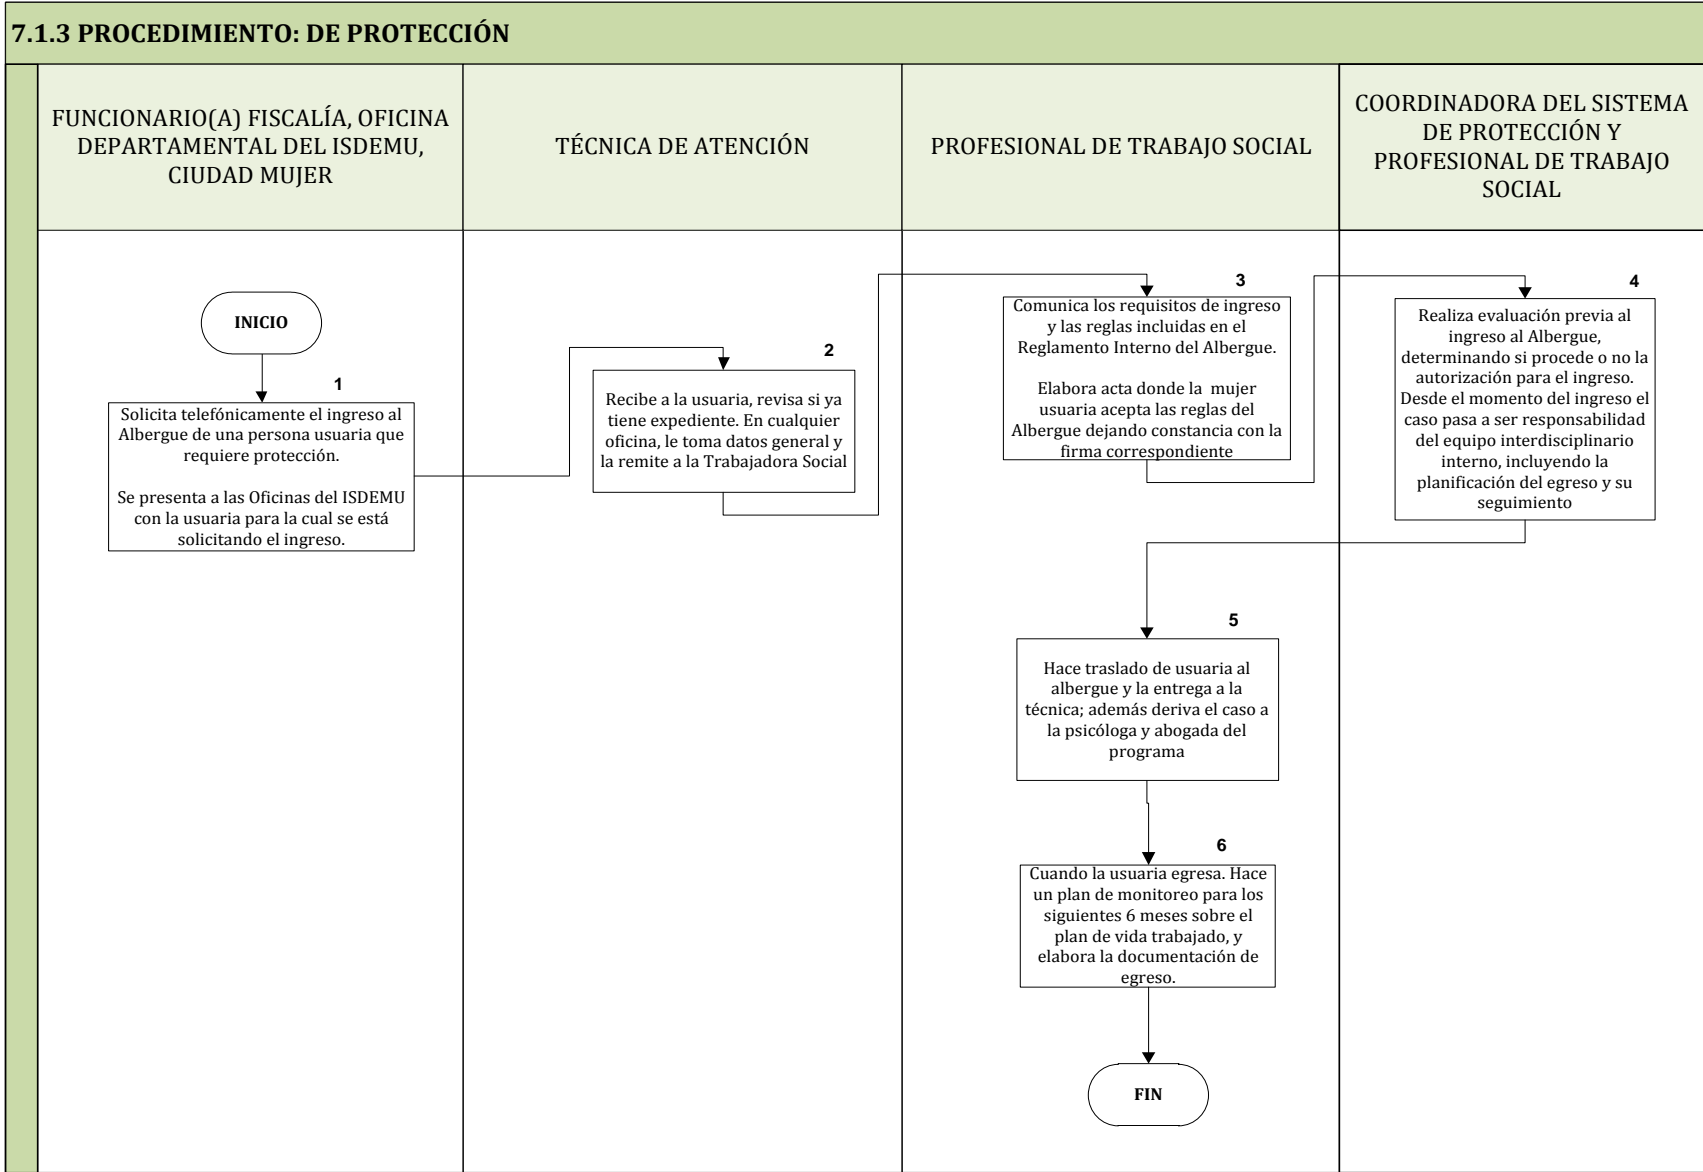 7.1.3 PROCEDIMIENTO: DE PROTECCIÓN
FUNCIONARIO(A) FISCALÍA, OFICINA
DEPARTAMENTAL DEL ISDEMU,
CIUDAD MUJER
TÉCNICA DE ATENCIÓN
PROFESIONAL DE TRABAJO SOCIAL
COORDINADORA DEL SISTEMA
DE PROTECCIÓN Y
PROFESIONAL DE TRABAJO
SOCIAL
INICIO
1
Solicita telefónicamente el ingreso al
Albergue de una persona usuaria que
requiere protección.
Se presenta a las Oficinas del ISDEMU
con la usuaria para la cual se está
solicitando el ingreso.
2
Recibe a la usuaria, revisa si ya
tiene expediente. En cualquier
oficina, le toma datos general y
la remite a la Trabajadora Social
3
Comunica los requisitos de ingreso
y las reglas incluidas en el
Reglamento Interno del Albergue.
Elabora acta donde la mujer
usuaria acepta las reglas del
Albergue dejando constancia con la
firma correspondiente
4
Realiza evaluación previa al
ingreso al Albergue,
determinando si procede o no la
autorización para el ingreso.
Desde el momento del ingreso el
caso pasa a ser responsabilidad
del equipo interdisciplinario
interno, incluyendo la
planificación del egreso y su
seguimiento
5
Hace traslado de usuaria al
albergue y la entrega a la
técnica; además deriva el caso a
la psicóloga y abogada del
programa
6
Cuando la usuaria egresa. Hace
un plan de monitoreo para los
siguientes 6 meses sobre el
plan de vida trabajado, y
elabora la documentación de
egreso.
FIN